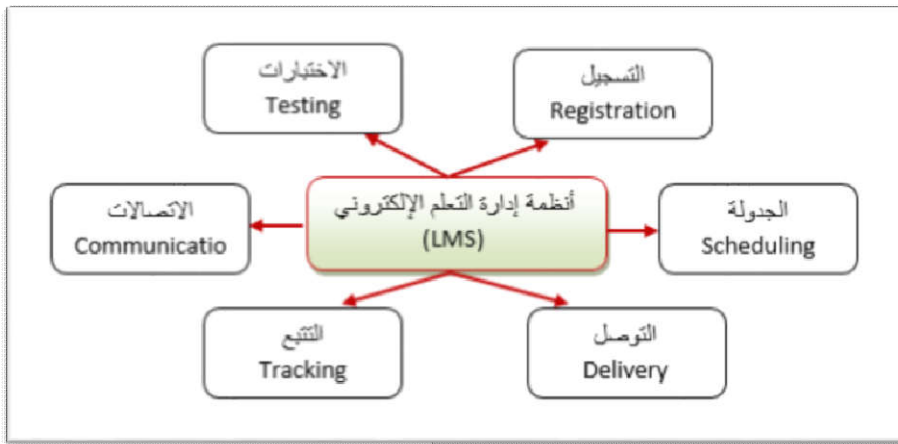 الاختبارات
Testing
التسجيل
Registration
الاتصالات
Communicatio
أنظمة إدارة التعلم الإلكتروني
(LMS)
الجدولة
Scheduling
التتبع
Tracking
التوصل
Delivery